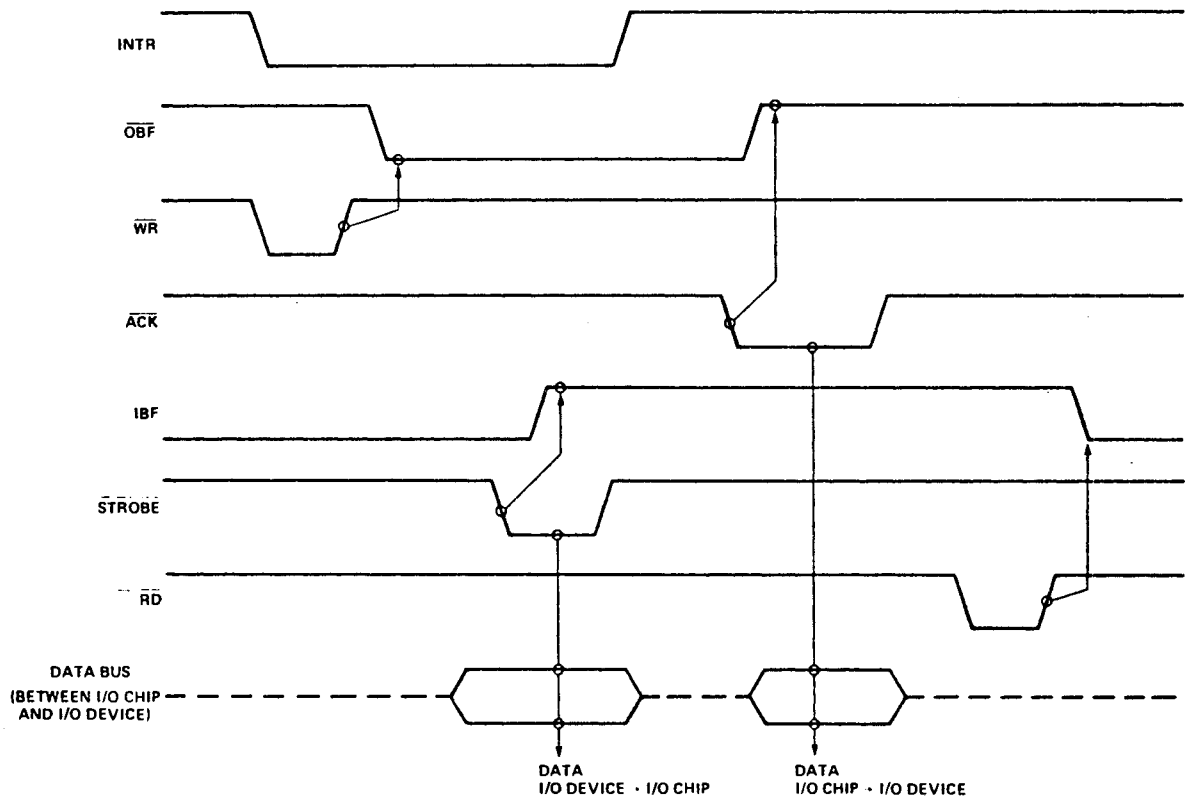 INTR
OBF
WR
ACK
IBF
STROBE
RD
DATA BUS
(BETWEEN I/O CHIP
AND I/O DEVICE)
DATA
I/O DEVICE · I/O CHIP
DATA
I/O CHIP → I/O DEVICE